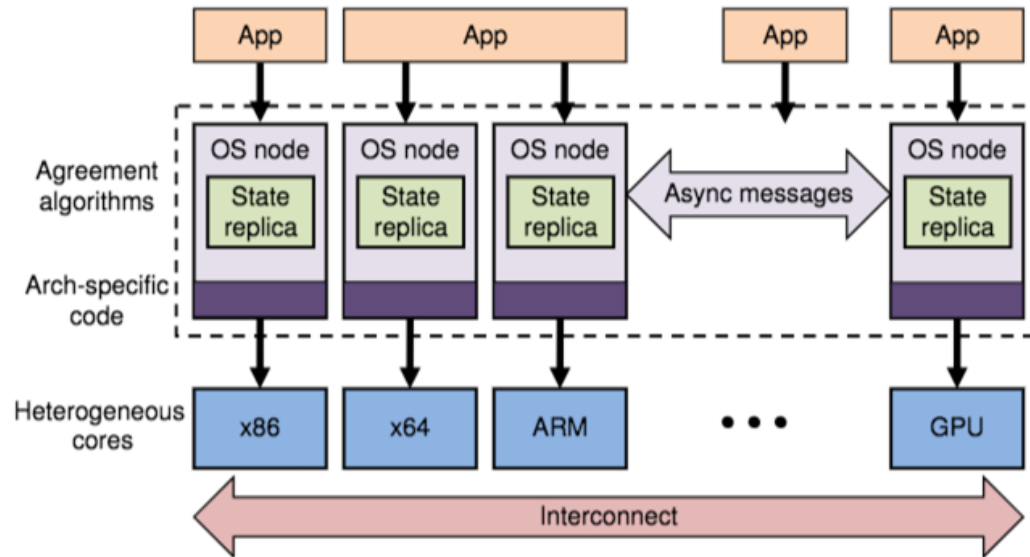 App
App
App
App
OS node
OS node
OS node
OS node
Agreement
algorithms
State
replica
State
replica
State
replica
Async messages
State
replica
Arch-specific
code
Heterogeneous
cores
x86
x64
ARM
GPU
Interconnect